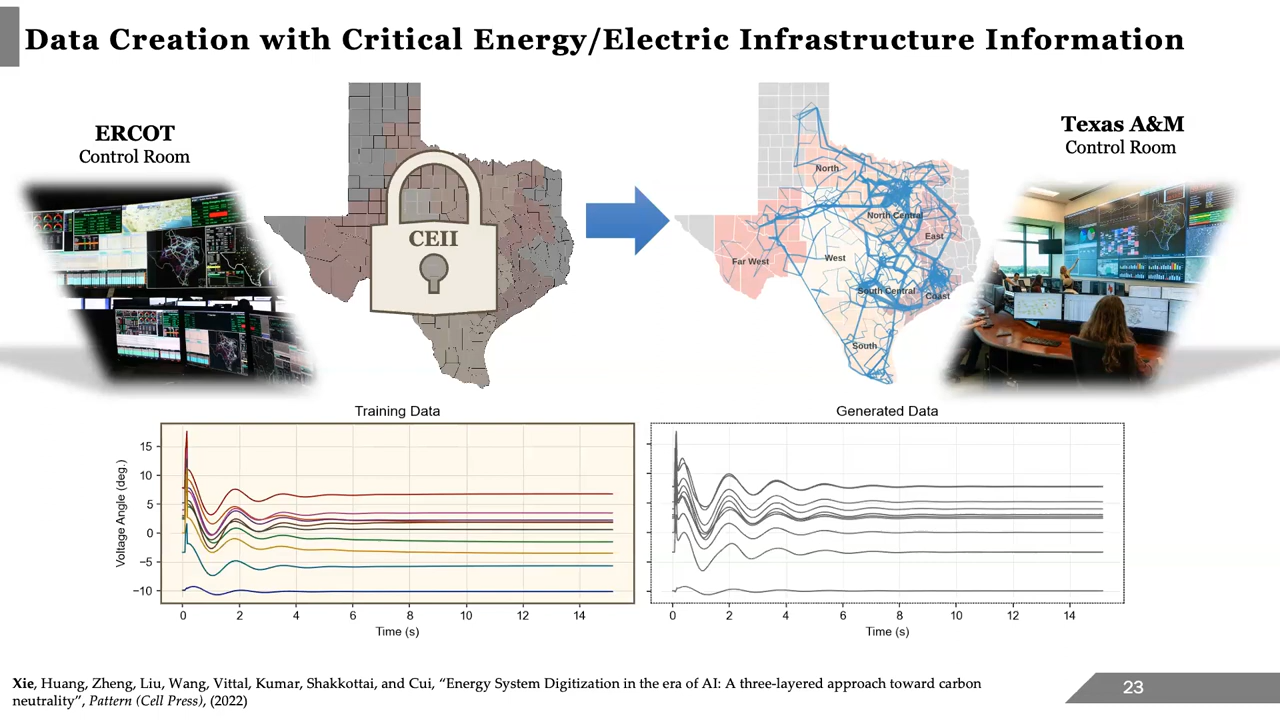 Data Creation with Critical Energy/Electric Infrastructure Information
ERCOT
Control Room
CEII
North
North Central
East
Far West
West
South Central
Coast
South
Texas A&M
Control Room
Training Data
Voltage Angle (deg.)
15
10
5
0
−5
−10
0 2 4 6 8 10 12 14
Time (s)
Generated Data
0 2 4 6 8 10 12 14
Time (s)
Xie, Huang, Zheng, Liu, Wang, Vittal, Kumar, Shakkottai, and Cui, “Energy System Digitization in the era of AI: A three-layered approach toward carbon
neutrality”, Pattern (Cell Press), (2022)
23